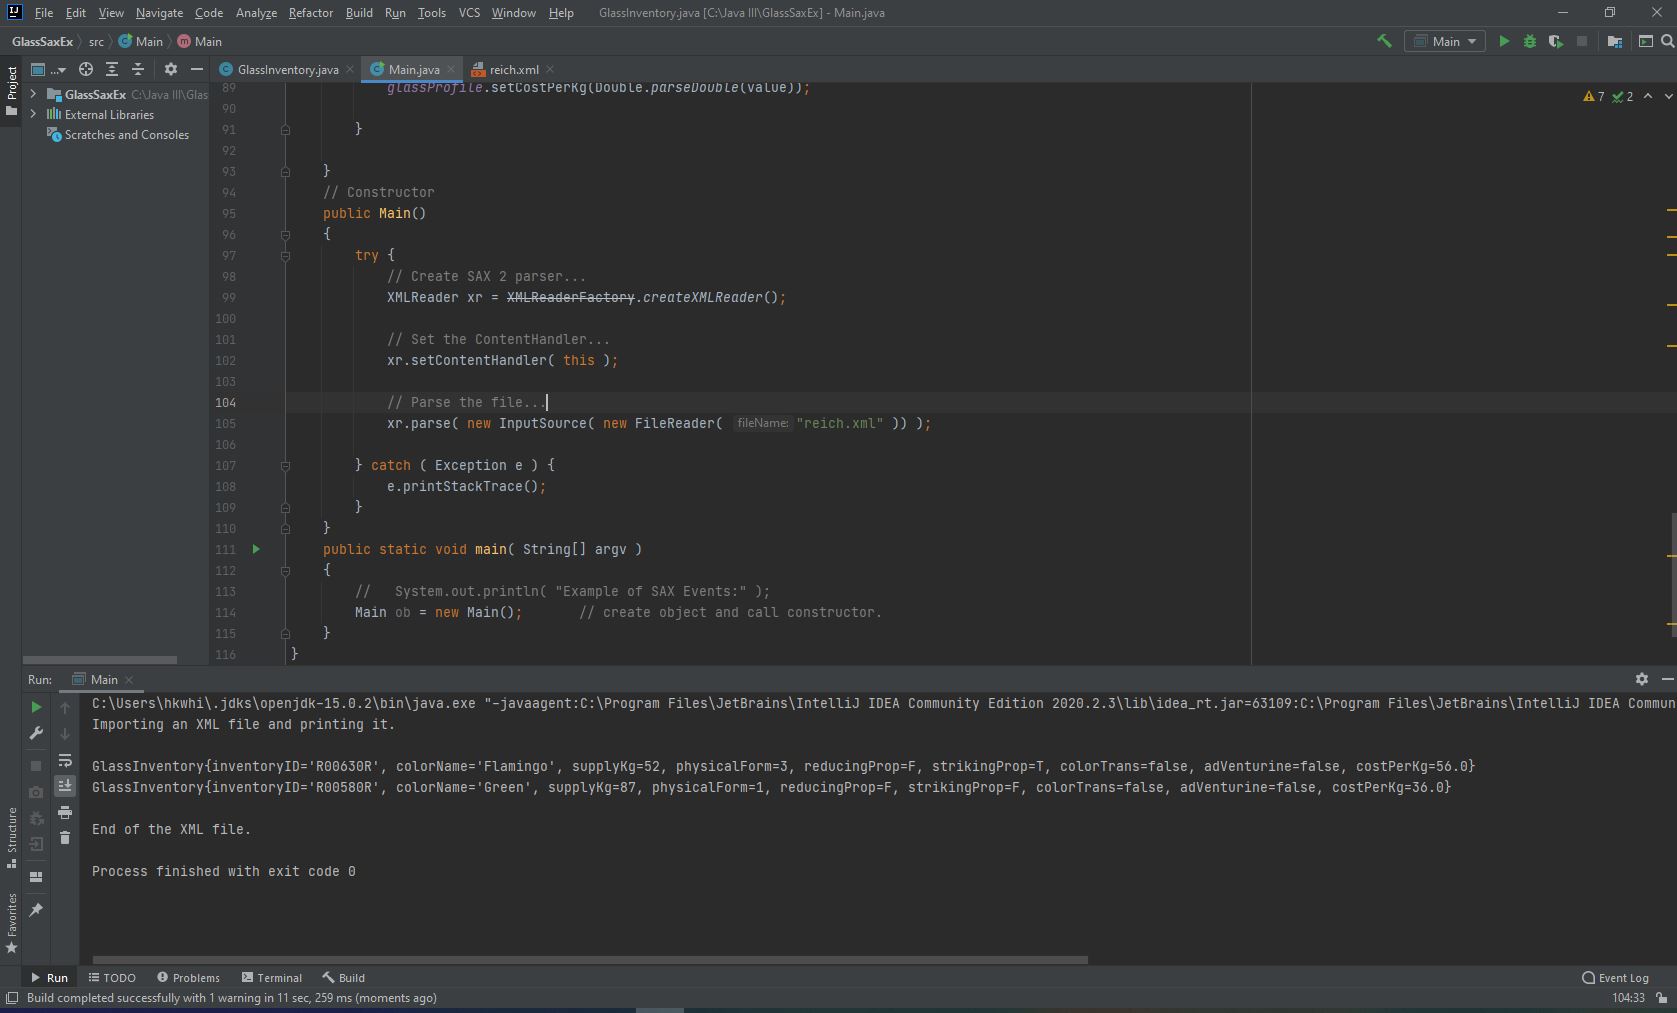 File Edit View Navigate Code Analyze Refactor Build Run Tools VCS Window Help GlassInventory.java [C:\Java III\GlassSaxEx] - Main.java
GlassSaxEx src Main Main
Main
Project
GlassInventory.java Main.java reich.xml
GlassSaxEx C:\Java III\Glas
External Libraries
Scratches and Consoles
7 2
89 glassProfile.setCostPerKg(Double.parseDouble(value));
90
91 }
92
93 }
94 // Constructor
95 public Main()
96 {
97 try {
98 // Create SAX 2 parser...
99 XMLReader xr = XMLReaderFactory.createXMLReader();
100
101 // Set the ContentHandler...
102 xr.setContentHandler( this );
103
104 // Parse the file...
105 xr.parse( new InputSource( new FileReader( fileName: "reich.xml" )) );
106
107 } catch ( Exception e ) {
108 e.printStackTrace();
109 }
110 }
111 public static void main( String[] argv )
112 {
113 // System.out.println( "Example of SAX Events:" );
114 Main ob = new Main(); // create object and call constructor.
115 }
116 }
Run: Main
C:\Users\hkwhi\.jdks\openjdk-15.0.2\bin\java.exe "-javaagent:C:\Program Files\JetBrains\IntelliJ IDEA Community Edition 2020.2.3\lib\idea_rt.jar=63109:C:\Program Files\JetBrains\IntelliJ IDEA Commun
Importing an XML file and printing it.
GlassInventory{inventoryID='R00630R', colorName='Flamingo', supplyKg=52, physicalForm=3, reducingProp=F, strikingProp=T, colorTrans=false, adVenturine=false, costPerKg=56.0}
GlassInventory{inventoryID='R00580R', colorName='Green', supplyKg=87, physicalForm=1, reducingProp=F, strikingProp=F, colorTrans=false, adVenturine=false, costPerKg=36.0}
End of the XML file.
Process finished with exit code 0
Structure
Favorites
Run TODO Problems Terminal Build Event Log
Build completed successfully with 1 warning in 11 sec, 259 ms (moments ago) 104:33